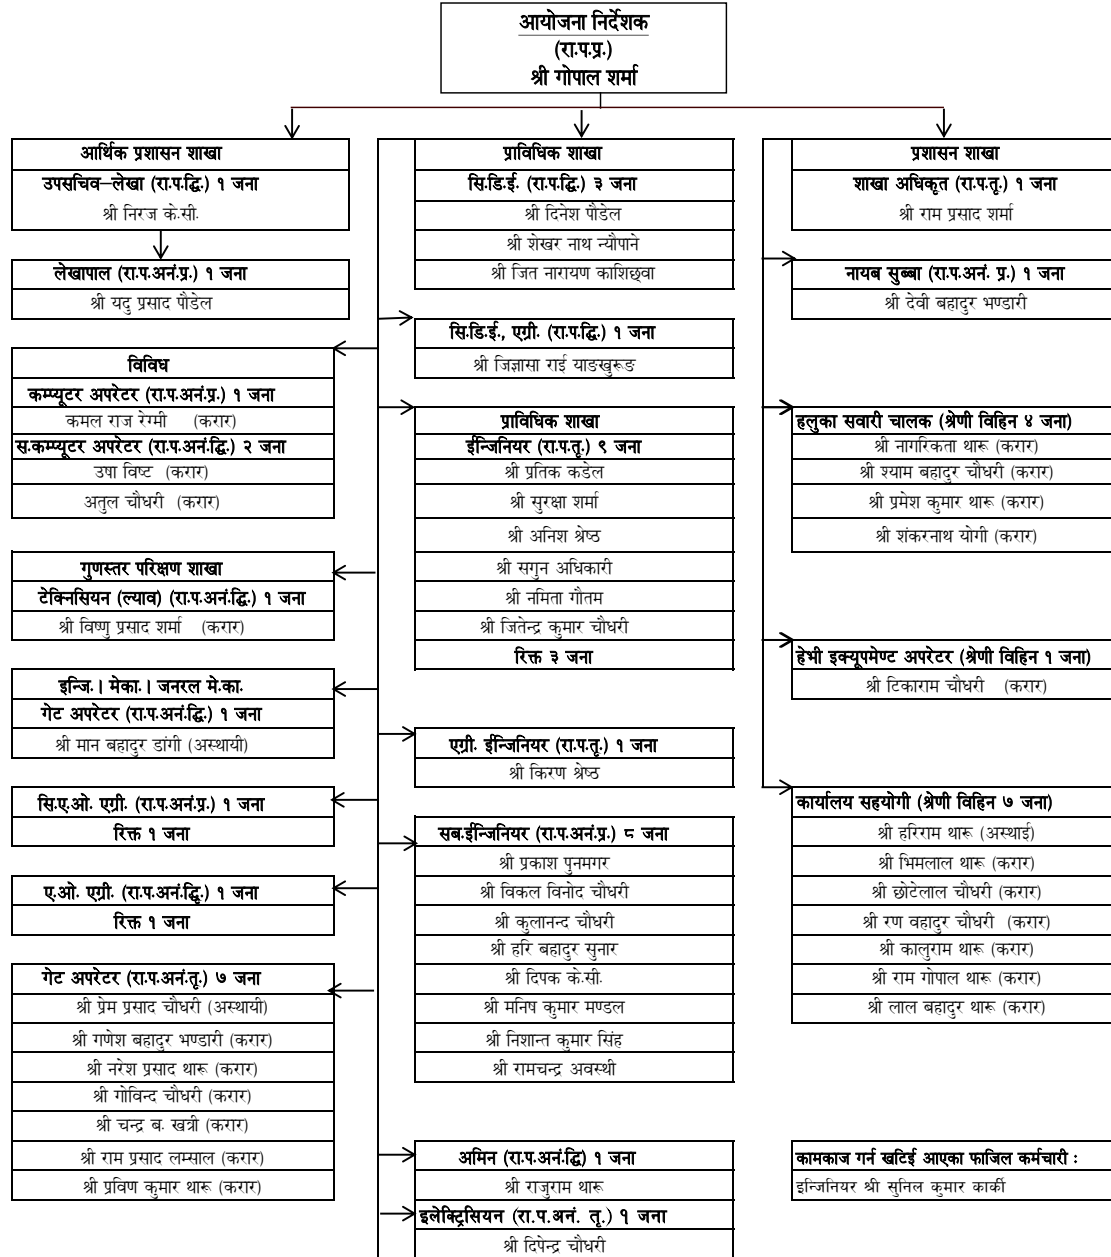 आयोजना निर्देशक
(रा.प.प्र.)
श्री गोपाल शर्मा
आर्थिक प्रशासन शाखा
उपसचिव–लेखा (रा.प.द्वि.) १ जना
श्री निरज के.सी.
लेखापाल (रा.प.अनं.प्र.) १ जना
श्री यदु प्रसाद पौडेल
विविध
कम्प्यूटर अपरेटर (रा.प.अनं.प्र.) १ जना
कमल राज रेग्मी (करार)
स.कम्प्यूटर अपरेटर (रा.प.अनं.द्वि.) २ जना
उषा विष्ट (करार)
अतुल चौधरी (करार)
गुणस्तर परिक्षण शाखा
टेक्निसियन (ल्याव) (रा.प.अनं.द्वि.) १ जना
श्री विष्णु प्रसाद शर्मा (करार)
इन्जि.। मेका.। जनरल मे.का.
गेट अपरेटर (रा.प.अनं.द्वि.) १ जना
श्री मान बहादुर डांगी (अस्थायी)
सि.ए.ओ. एग्री. (रा.प.अनं.प्र.) १ जना
रिक्त १ जना
ए.ओ. एग्री. (रा.प.अनं.द्वि.) १ जना
रिक्त १ जना
गेट अपरेटर (रा.प.अनं.तृ.) ७ जना
श्री प्रेम प्रसाद चौधरी (अस्थायी)
श्री गणेश बहादुर भण्डारी (करार)
श्री नरेश प्रसाद थारू (करार)
श्री गोविन्द चौधरी (करार)
श्री चन्द्र ब. खत्री (करार)
श्री राम प्रसाद लम्साल (करार)
श्री प्रविण कुमार थारू (करार)
प्राविधिक शाखा
सि.डि.ई. (रा.प.द्वि.) ३ जना
श्री दिनेश पौडेल
श्री शेखर नाथ न्यौपाने
श्री जित नारायण काशिछ्वा
सि.डि.ई., एग्री. (रा.प.द्वि.) १ जना
श्री जिज्ञासा राई याङखुरूङ
प्राविधिक शाखा
ईन्जिनियर (रा.प.तृ.) ९ जना
श्री प्रतिक कडेल
श्री सुरक्षा शर्मा
श्री अनिश श्रेष्ठ
श्री सगुन अधिकारी
श्री नमिता गौतम
श्री जितेन्द्र कुमार चौधरी
रिक्त ३ जना
एग्री. ईन्जिनियर (रा.प.तृ.) १ जना
श्री किरण श्रेष्ठ
सब.ईन्जिनियर (रा.प.अनं.प्र.) ८ जना
श्री प्रकाश पुनमगर
श्री विकल विनोद चौधरी
श्री कुलानन्द चौधरी
श्री हरि बहादुर सुनार
श्री दिपक के.सी.
श्री मनिष कुमार मण्डल
श्री निशान्त कुमार सिंह
श्री रामचन्द्र अवस्थी
अमिन (रा.प.अनं.द्वि) १ जना
श्री राजुराम थारू
इलेक्ट्रिसियन (रा.प.अनं. तृ.) १ जना
श्री दिपेन्द्र चौधरी
प्रशासन शाखा
शाखा अधिकृत (रा.प.तृ.) १ जना
श्री राम प्रसाद शर्मा
नायब सुब्बा (रा.प.अनं. प्र.) १ जना
श्री देवी बहादुर भण्डारी
हलुका सवारी चालक (श्रेणी विहिन ४ जना)
श्री नागरिकता थारू (करार)
श्री श्याम बहादुर चौधरी (करार)
श्री प्रमेश कुमार थारू (करार)
श्री शंकरनाथ योगी (करार)
हेभी इक्यूपमेण्ट अपरेटर (श्रेणी विहिन १ जना)
श्री टिकाराम चौधरी (करार)
कार्यालय सहयोगी (श्रेणी विहिन ७ जना)
श्री हरिराम थारू (अस्थाई)
श्री भिमलाल थारू (करार)
श्री छोटेलाल चौधरी (करार)
श्री रण वहादुर चौधरी (करार)
श्री कालुराम थारू (करार)
श्री राम गोपाल थारू (करार)
श्री लाल बहादुर थारू (करार)
कामकाज गर्न खटिई आएका फाजिल कर्मचारी :
इन्जिनियर श्री सुनिल कुमार कार्की